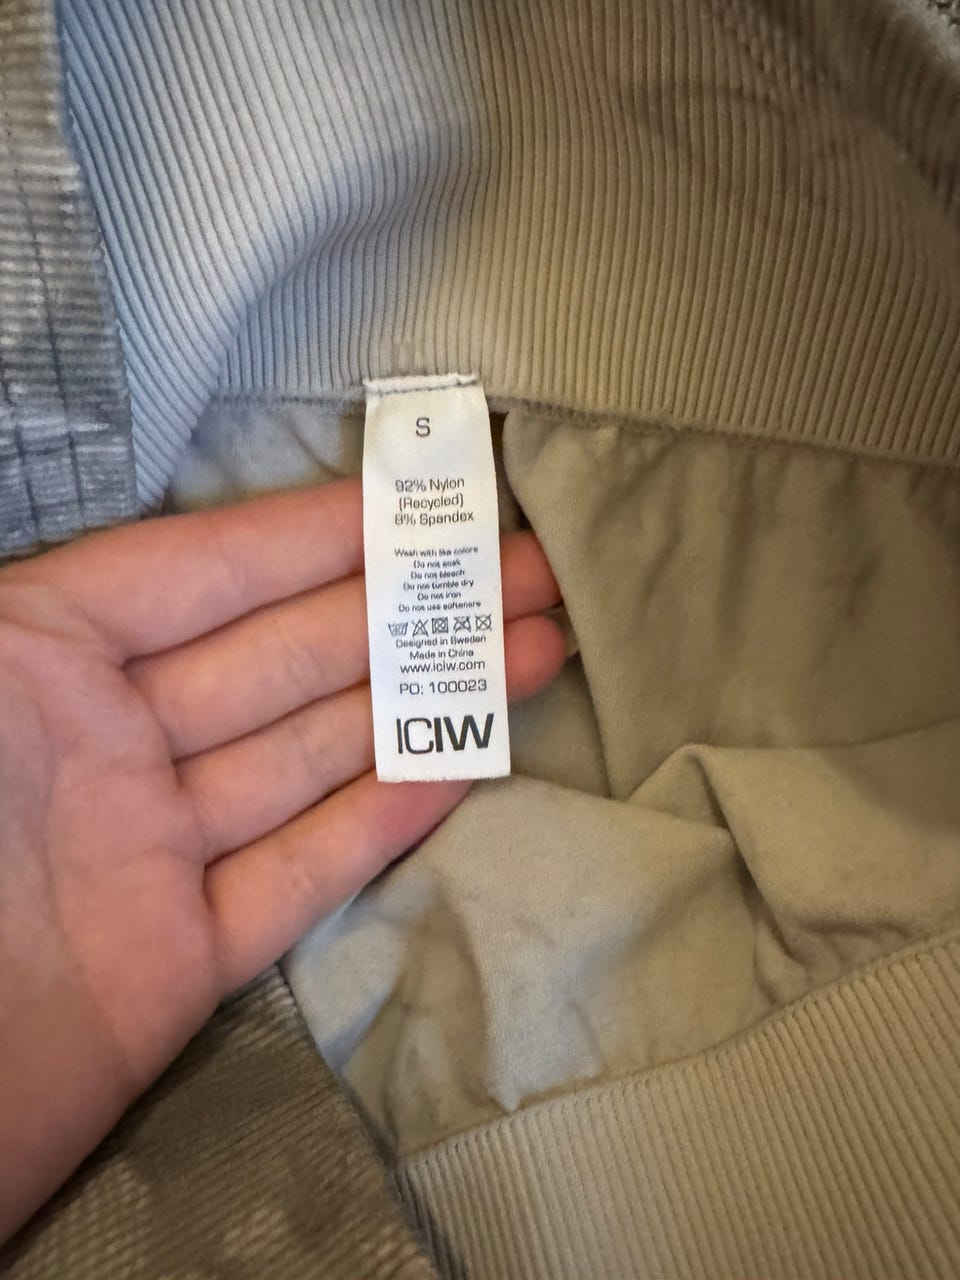 S
92% Nylon
(Recycled)
8% Spandex
Wash with like colors
Do not soak
Do not bleach
Do not tumble dry
Do not iron
Do not use softeners
Designed in Sweden
Made in China
www.iciw.com
PO: 100023
ICIW